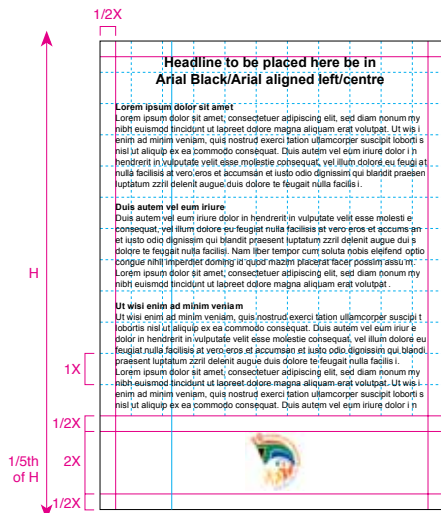 1/2X
Headline to be placed here be in
Arial Black/Arial aligned left/centre
Lorem ipsum dolor sit amet
Lorem ipsum dolor sit amet, consectetuer adipiscing elit, sed diam nonum my
nibh euismod tincidunt ut laoreet dolore magna aliquam erat volutpat. Ut wis i
enim ad minim veniam, quis nostrud exerci tation ullamcorper suscipit loborti s
nisl ut aliquip ex ea commodo consequat. Duis autem vel eum iriure dolor i n
hendrerit in vulputate velit esse molestie consequat, vel illum dolore eu feugi at
nulla facilisis at vero eros et accumsan et iusto odio dignissim qui blandit praesen
luptatum zzril delenit augue duis dolore te feugait nulla facilis i.
Duis autem vel eum iriure
Duis autem vel eum iriure dolor in hendrerit in vulputate velit esse molesti e
consequat, vel illum dolore eu feugiat nulla facilisis at vero eros et accums an
et iusto odio dignissim qui blandit praesent luptatum zzril delenit augue dui s
dolore te feugait nulla facilisi. Nam liber tempor cum soluta nobis eleifend optio
congue nihil imperdiet doming id quod mazim placerat facer possim assu m.
Lorem ipsum dolor sit amet, consectetuer adipiscing elit, sed diam nonum my
nibh euismod tincidunt ut laoreet dolore magna aliquam erat volutpat .
H
Ut wisi enim ad minim veniam
Ut wisi enim ad minim veniam, quis nostrud exerci tation ullamcorper suscipi t
lobortis nisl ut aliquip ex ea commodo consequat. Duis autem vel eum iriur e
dolor in hendrerit in vulputate velit esse molestie consequat, vel illum dolore eu
feugiat nulla facilisis at vero eros et accumsan et iusto odio dignissim qui blandi
praesent luptatum zzril delenit augue duis dolore te feugait nulla facilis i.
Lorem ipsum dolor sit amet, consectetuer adipiscing elit, sed diam nonum my
nibh euismod tincidunt ut laoreet dolore magna aliquam erat volutpat. Ut wis i
enim ad minim veniam, quis nostrud exerci tation ullamcorper suscipit loborti s
nisl ut aliquip ex ea commodo consequat. Duis autem vel eum iriure dolor i n
1X
1/2X
1/5th
of H
2X
1/2X